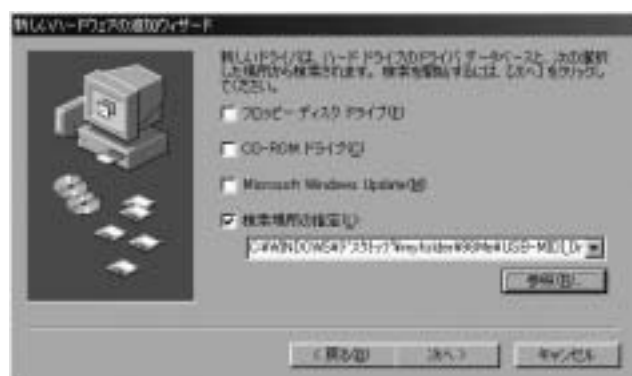 新しいハードウェアの追加ウィザード
新しいドライバは、ハード ドライブのドライバ データベースと、次の選択
した場所から検索されます。検索を開始するには、[次へ] をクリックし
てください。
フロッピー ディスク ドライブ(F)
CD-ROM ドライブ(C)
Microsoft Windows Update(M)
検索場所の指定(L)
C:¥WINDOWS¥デスクトップ¥myfolder¥98Me¥USB-MIDI_Dr
参照(R)...
< 戻る(B)
次へ >
キャンセル